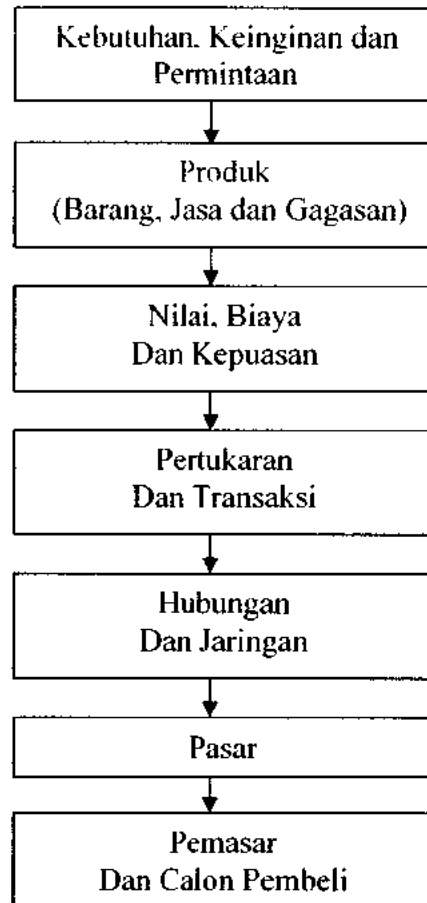 Kebutuhan, Keinginan dan
Permintaan
Produk
(Barang, Jasa dan Gagasan)
Nilai, Biaya
Dan Kepuasan
Pertukaran
Dan Transaksi
Hubungan
Dan Jaringan
Pasar
Pemasar
Dan Calon Pembeli